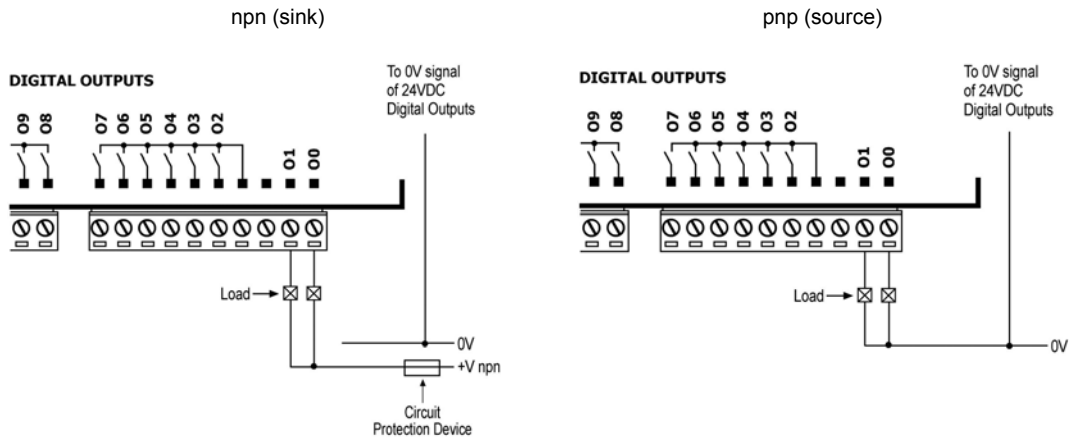 npn (sink)
pnp (source)
DIGITAL OUTPUTS
To 0V signal
of 24VDC
Digital Outputs
O9
O8
O7
O6
O5
O4
O3
O2
O1
O0
Load
0V
+V npn
Circuit
Protection Device
DIGITAL OUTPUTS
To 0V signal
of 24VDC
Digital Outputs
O9
O8
O7
O6
O5
O4
O3
O2
O1
O0
Load
0V